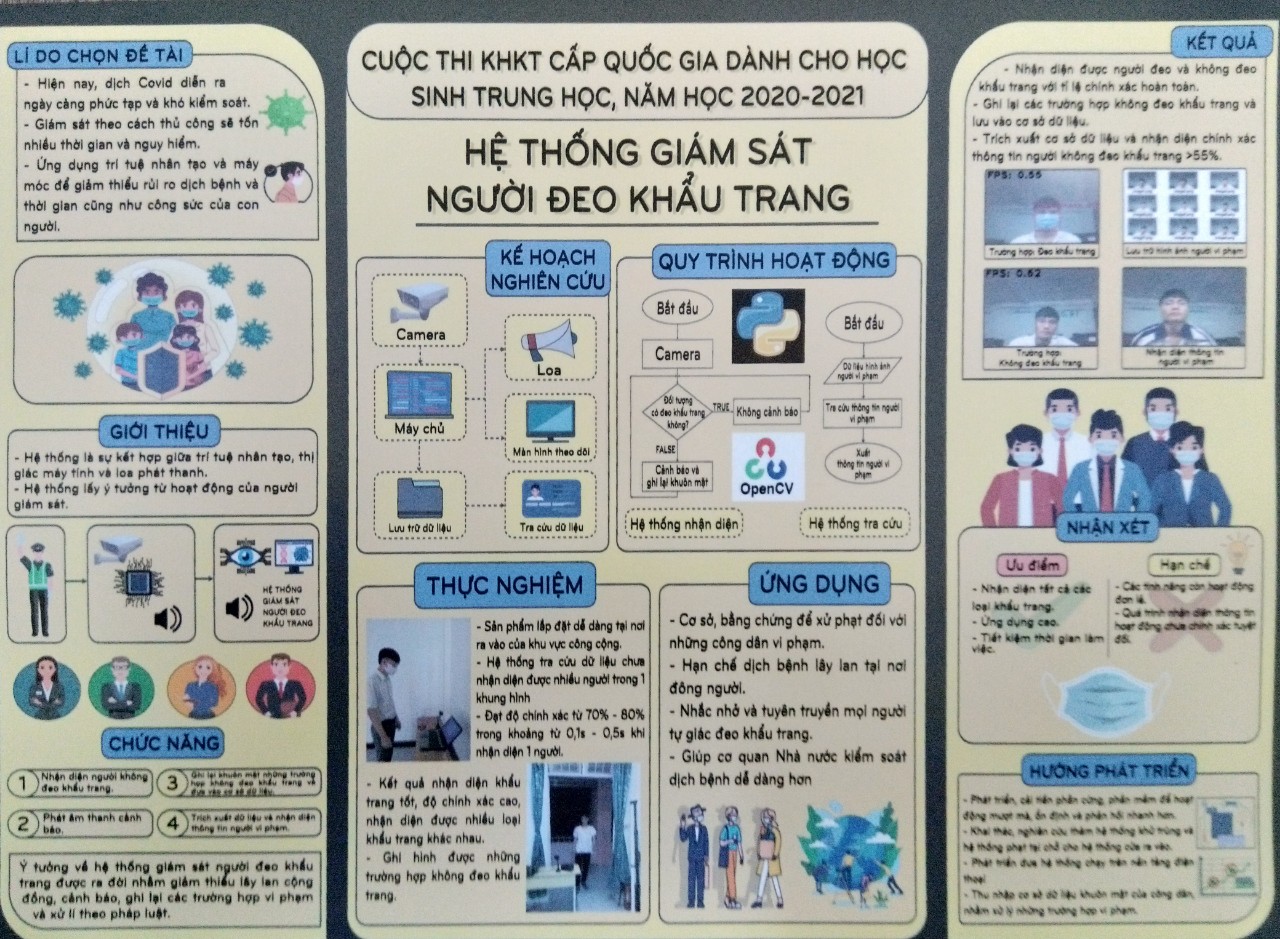 LÍ DO CHỌN ĐỀ TÀI
- Hiện nay, dịch Covid diễn ra
ngày càng phức tạp và khó kiểm soát.
- Giám sát theo cách thủ công sẽ tốn
nhiều thời gian và nguy hiểm.
- Ứng dụng trí tuệ nhân tạo và máy
móc để giảm thiểu rủi ro dịch bệnh và
thời gian cũng như công sức của con
người.
GIỚI THIỆU
- Hệ thống là sự kết hợp giữa trí tuệ nhân tạo, thị
giác máy tính và loa phát thanh.
- Hệ thống lấy ý tưởng từ hoạt động của người
giám sát.
HỆ THỐNG
GIÁM SÁT
NGƯỜI ĐEO
KHẨU TRANG
CHỨC NĂNG
1 Nhận diện người không
đeo khẩu trang.
2 Phát âm thanh cảnh
báo.
3 Ghi lại khuôn mặt những trường
hợp không đeo khẩu trang và
đưa vào cơ sở dữ liệu.
4 Trích xuất dữ liệu và nhận diện
thông tin người vi phạm.
Ý tưởng về hệ thống giám sát người đeo khẩu
trang được ra đời nhằm giảm thiểu lây lan cộng
đồng, cảnh báo, ghi lại các trường hợp vi phạm
và xử lí theo pháp luật.
CUỘC THI KHKT CẤP QUỐC GIA DÀNH CHO HỌC
SINH TRUNG HỌC, NĂM HỌC 2020-2021
HỆ THỐNG GIÁM SÁT
NGƯỜI ĐEO KHẨU TRANG
KẾ HOẠCH
NGHIÊN CỨU
Camera
Loa
Máy chủ
Màn hình theo dõi
Lưu trữ dữ liệu
Tra cứu dữ liệu
QUY TRÌNH HOẠT ĐỘNG
Bắt đầu
Camera
Đối tượng
có đeo khẩu trang
không?
TRUE
Không cảnh báo
FALSE
Cảnh báo và
ghi lại khuôn mặt
Hệ thống nhận diện
OpenCV
Bắt đầu
Dữ liệu hình ảnh
người vi phạm
Tra cứu thông tin người
vi phạm
Xuất
thông tin người vi
phạm
Hệ thống tra cứu
THỰC NGHIỆM
- Sản phẩm lắp đặt dễ dàng tại nơi
ra vào của khu vực công cộng.
- Hệ thống tra cứu dữ liệu chưa
nhận diện được nhiều người trong 1
khung hình
- Đạt độ chính xác từ 70% - 80%
trong khoảng từ 0,1s - 0,5s khi
nhận diện 1 người.
- Kết quả nhận diện khẩu
trang tốt, độ chính xác cao,
nhận diện được nhiều loại
khẩu trang khác nhau.
- Ghi hình được những
trường hợp không đeo khẩu
trang.
ỨNG DỤNG
- Cơ sở, bằng chứng để xử phạt đối với
những công dân vi phạm.
- Hạn chế dịch bệnh lây lan tại nơi
đông người.
- Nhắc nhở và tuyên truyền mọi người
tự giác đeo khẩu trang.
- Giúp cơ quan Nhà nước kiểm soát
dịch bệnh dễ dàng hơn
KẾT QUẢ
- Nhận diện được người đeo và không đeo
khẩu trang với tỉ lệ chính xác hoàn toàn.
- Ghi lại các trường hợp không đeo khẩu trang và
lưu vào cơ sở dữ liệu.
- Trích xuất cơ sở dữ liệu và nhận diện chính xác
thông tin người không đeo khẩu trang >55%.
FPS: 0.55
Trường hợp: Đeo khẩu trang
Lưu trữ hình ảnh người vi phạm
FPS: 0.62
Trường hợp:
Không đeo khẩu trang
Nhận diện thông tin
người vi phạm
NHẬN XÉT
Ưu điểm
- Nhận diện tất cả các
loại khẩu trang.
- Ứng dụng cao.
- Tiết kiệm thời gian làm
việc.
Hạn chế
- Các tính năng còn hoạt động
đơn lẻ.
- Quá trình nhận diện thông tin
hoạt động chưa chính xác tuyệt
đối.
HƯỚNG PHÁT TRIỂN
- Phát triển, cải tiến phần cứng, phần mềm để hoạt
động mượt mà, ổn định và phản hồi nhanh hơn.
- Khai thác, nghiên cứu thêm hệ thống khử trùng và
hệ thống phạt tại chỗ cho hệ thống cửa ra vào.
- Phát triển đưa hệ thống chạy trên nền tảng điện
thoại
- Thu nhập cơ sở dữ liệu khuôn mặt của công dân,
nhằm xử lý những trường hợp vi phạm.